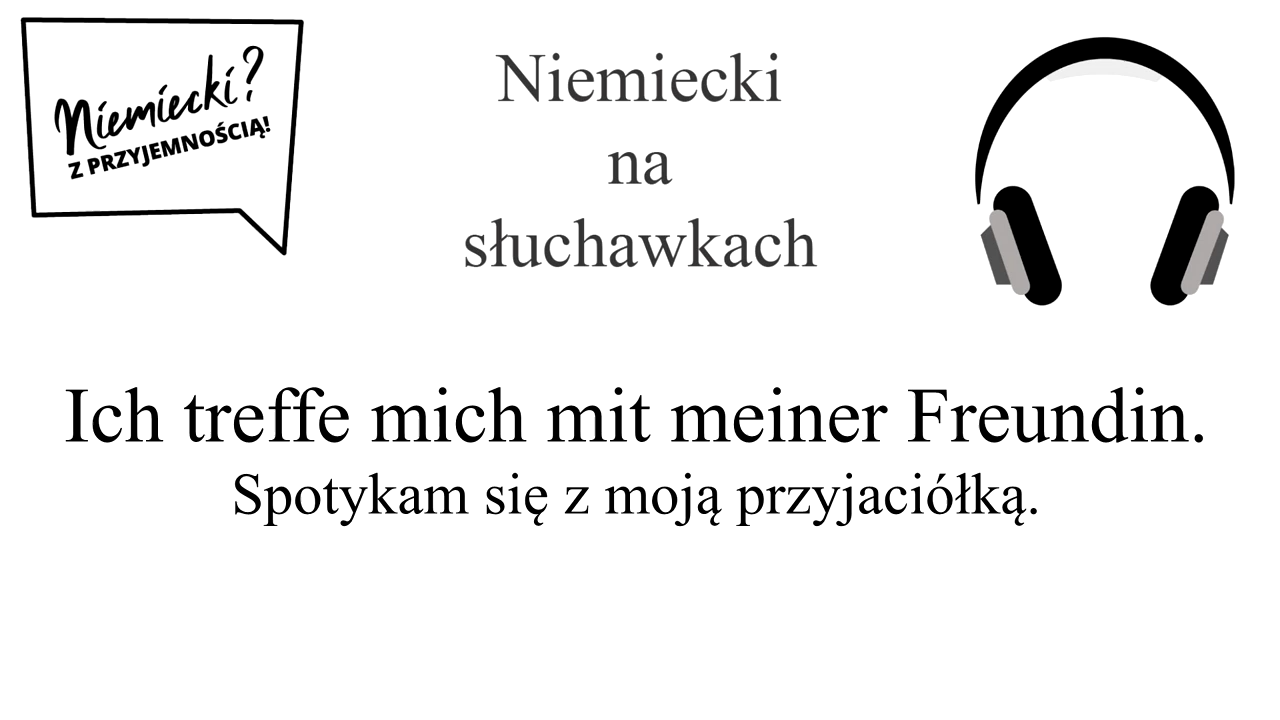 Niemiecki?
Z PRZYJEMNOŚCIĄ!
Niemiecki
na
słuchawkach
Ich treffe mich mit meiner Freundin.
Spotykam się z moją przyjaciółką.